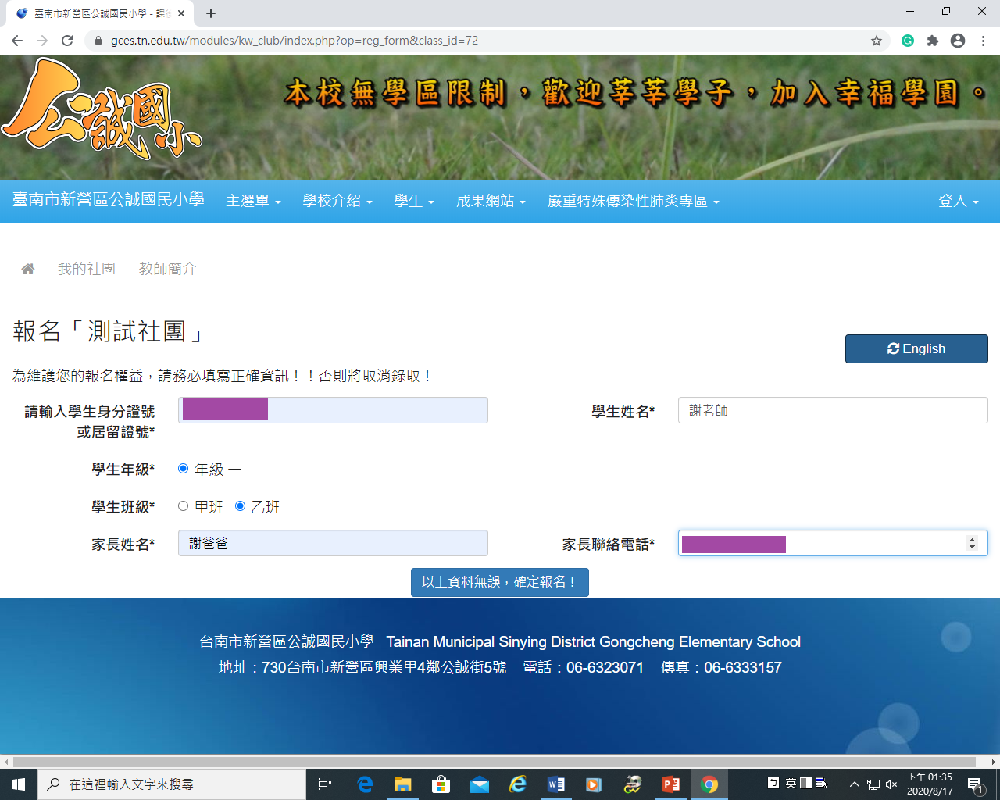 臺南市新營區公誠國民小學 - 課後
gces.tn.edu.tw/modules/kw_club/index.php?op=reg_form&class_id=72
公誠國小
本校無學區限制，歡迎莘莘學子，加入幸福學園。
臺南市新營區公誠國民小學 主選單 學校介紹 學生 成果網站 嚴重特殊傳染性肺炎專區 登入
我的社團 教師簡介
報名「測試社團」
English
為維護您的報名權益，請務必填寫正確資訊！！否則將取消錄取！
請輸入學生身分證號
或居留證號*
學生姓名* 謝老師
學生年級* 年級 一
學生班級* 甲班 乙班
家長姓名* 謝爸爸 家長聯絡電話*
以上資料無誤，確定報名！
台南市新營區公誠國民小學 Tainan Municipal Sinying District Gongcheng Elementary School
地址：730台南市新營區興業里4鄰公誠街5號 電話：06-6323071 傳真：06-6333157
在這裡輸入文字來搜尋
英
下午 01:35
2020/8/17
1